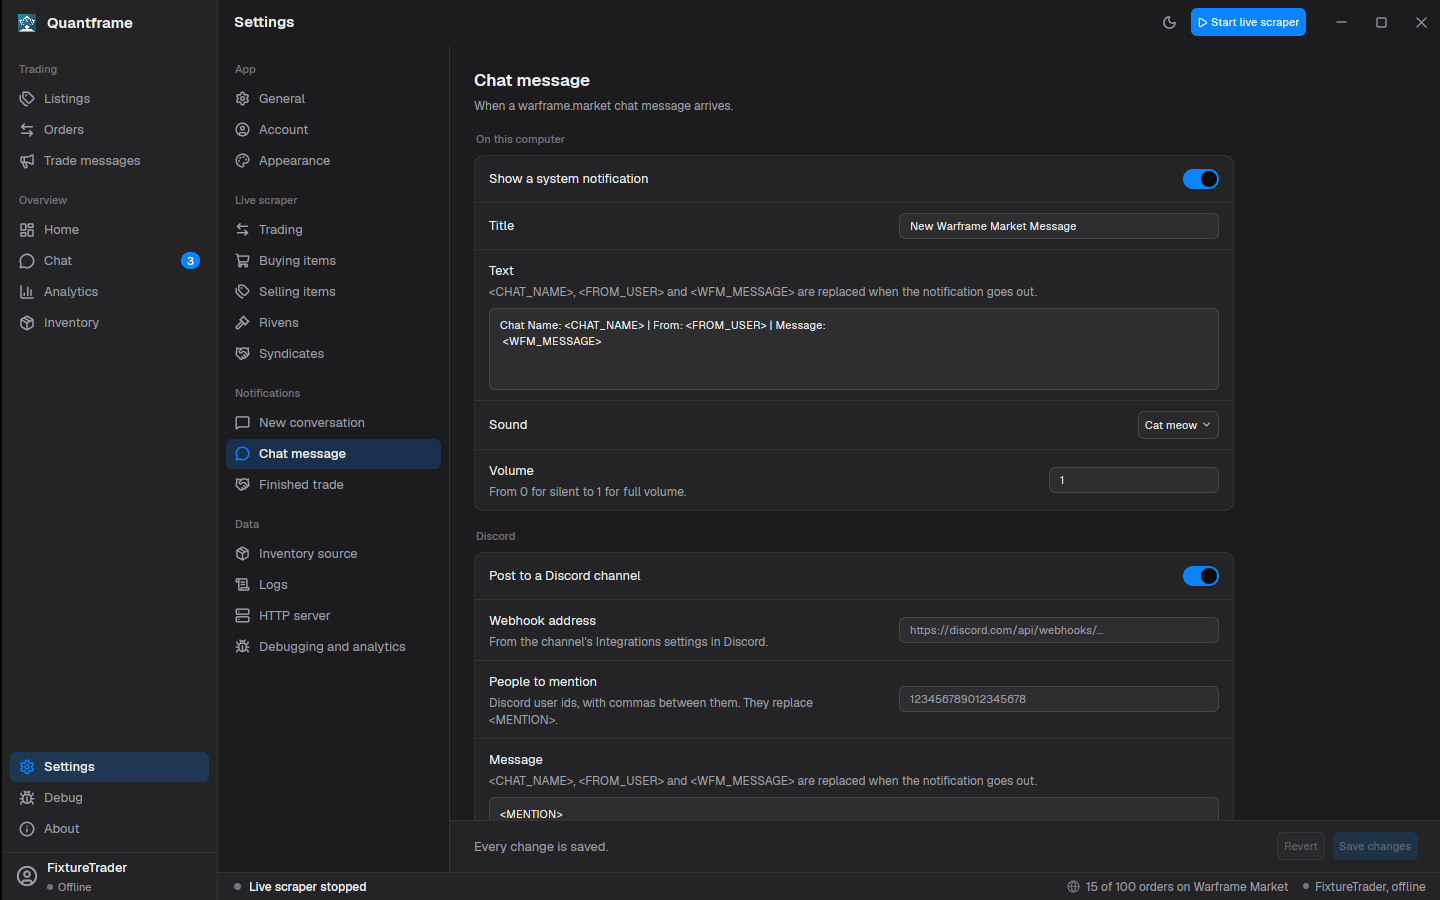 Quantframe
Settings
Start live scraper
Trading
Listings
Orders
Trade messages
Overview
Home
Chat
3
Analytics
Inventory
Settings
Debug
About
FixtureTrader
Offline
App
General
Account
Appearance
Live scraper
Trading
Buying items
Selling items
Rivens
Syndicates
Notifications
New conversation
Chat message
Finished trade
Data
Inventory source
Logs
HTTP server
Debugging and analytics
Chat message
When a warframe.market chat message arrives.
On this computer
Show a system notification
Title
New Warframe Market Message
Text
<CHAT_NAME>, <FROM_USER> and <WFM_MESSAGE> are replaced when the notification goes out.
Chat Name: <CHAT_NAME> | From: <FROM_USER> | Message:
<WFM_MESSAGE>
Sound
Cat meow
Volume
From 0 for silent to 1 for full volume.
1
Discord
Post to a Discord channel
Webhook address
From the channel's Integrations settings in Discord.
https://discord.com/api/webhooks/...
People to mention
Discord user ids, with commas between them. They replace
<MENTION>.
123456789012345678
Message
<CHAT_NAME>, <FROM_USER> and <WFM_MESSAGE> are replaced when the notification goes out.
<MENTION>
Every change is saved.
Revert
Save changes
Live scraper stopped
15 of 100 orders on Warframe Market
FixtureTrader, offline